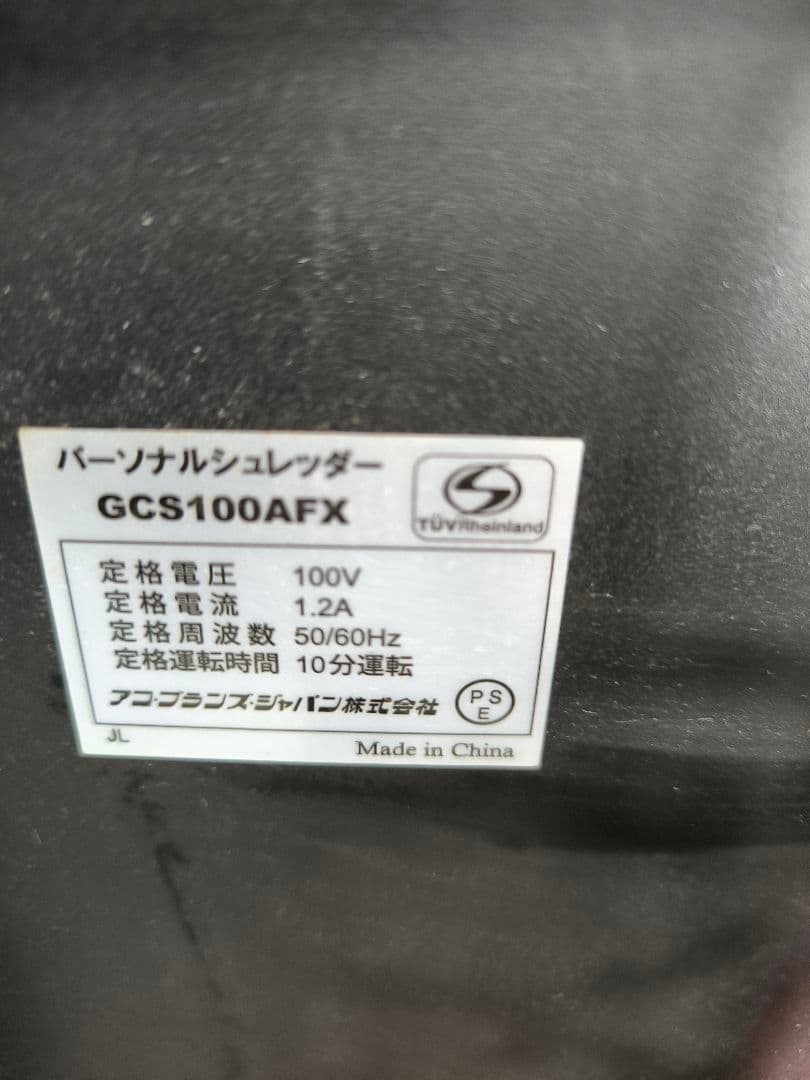 パーソナルシュレッダー
GCS100AFX
TÜVRheinland
定格電圧 100V
定格電流 1.2A
定格周波数 50/60Hz
定格運転時間 10分運転
アコ・ブランズ・ジャパン株式会社
PSE
JL
Made in China